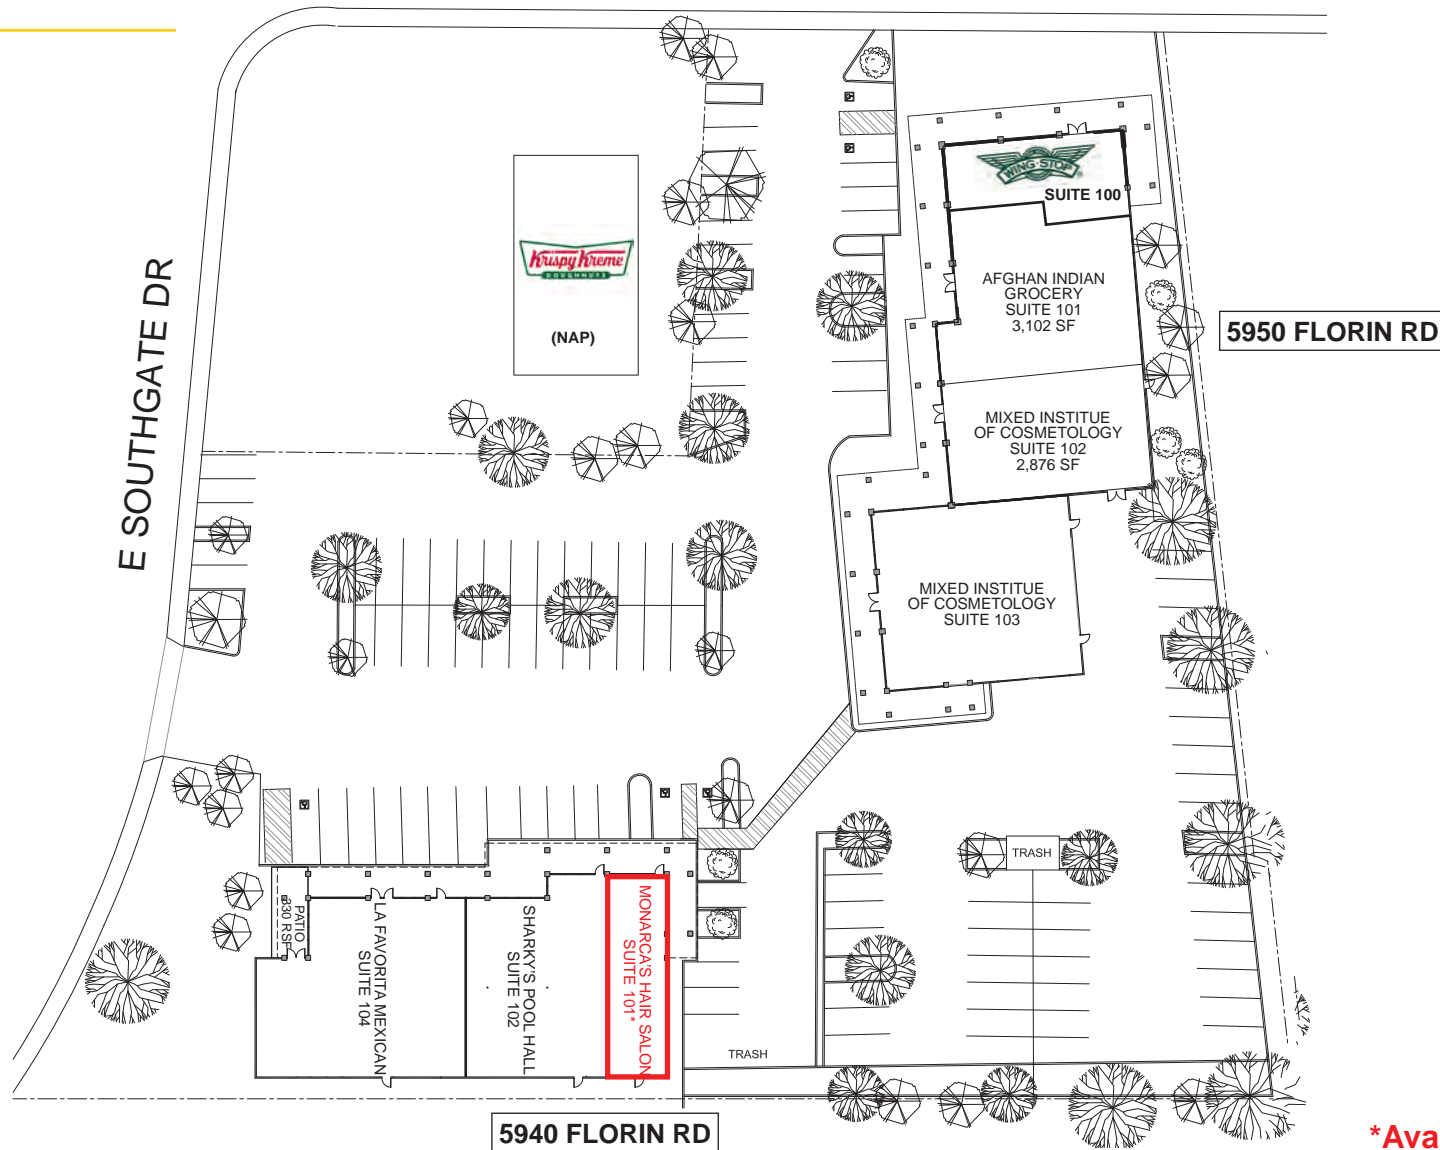 WING·STOP
SUITE 100
Krispy Kreme
DOUGHNUTS
(NAP)
AFGHAN INDIAN
GROCERY
SUITE 101
3,102 SF
5950 FLORIN RD
E SOUTHGATE DR
MIXED INSTITUE
OF COSMETOLOGY
SUITE 102
2,876 SF
MIXED INSTITUE
OF COSMETOLOGY
SUITE 103
TRASH
PATIO
330 RSF
LA FAVORITA MEXICAN
SUITE 104
SHARKY'S POOL HALL
SUITE 102
MONARCA'S HAIR SALON
SUITE 101*
TRASH
5940 FLORIN RD
*Ava